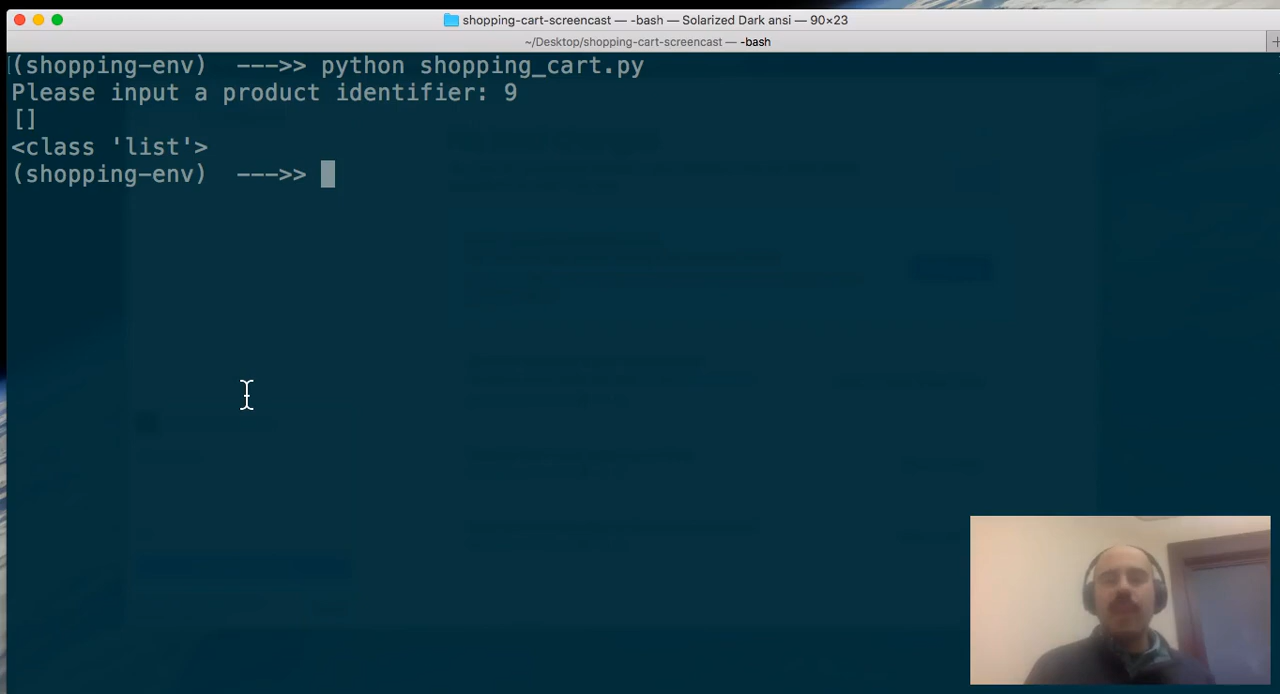 shopping-cart-screencast — -bash — Solarized Dark ansi — 90×23
~/Desktop/shopping-cart-screencast — -bash
(shopping-env)  --->> python shopping_cart.py
Please input a product identifier: 9
[]
<class 'list'>
(shopping-env)  --->>